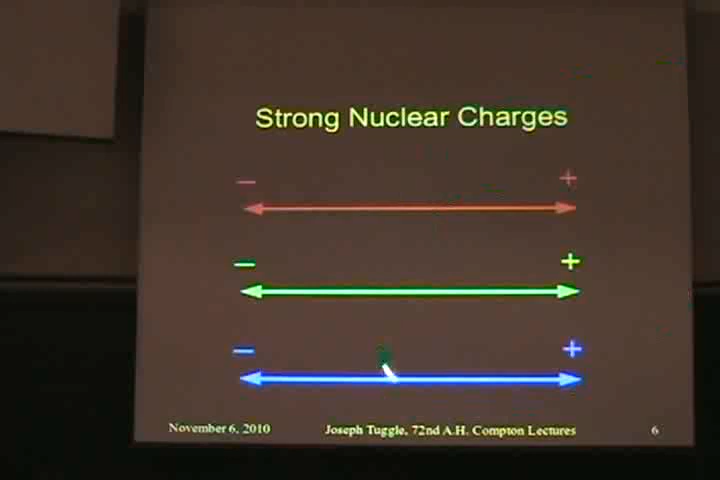 Strong Nuclear Charges
– +
– +
– +
November 6, 2010 Joseph Tuggle, 72nd A.H. Compton Lectures 6